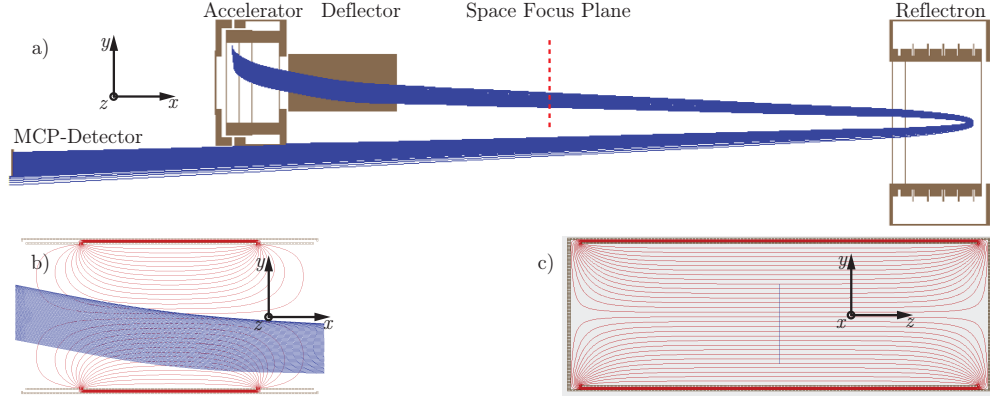 Accelerator Deflector Space Focus Plane Reflectron
a) y
z x
MCP-Detector
b) y c) y
z x x z